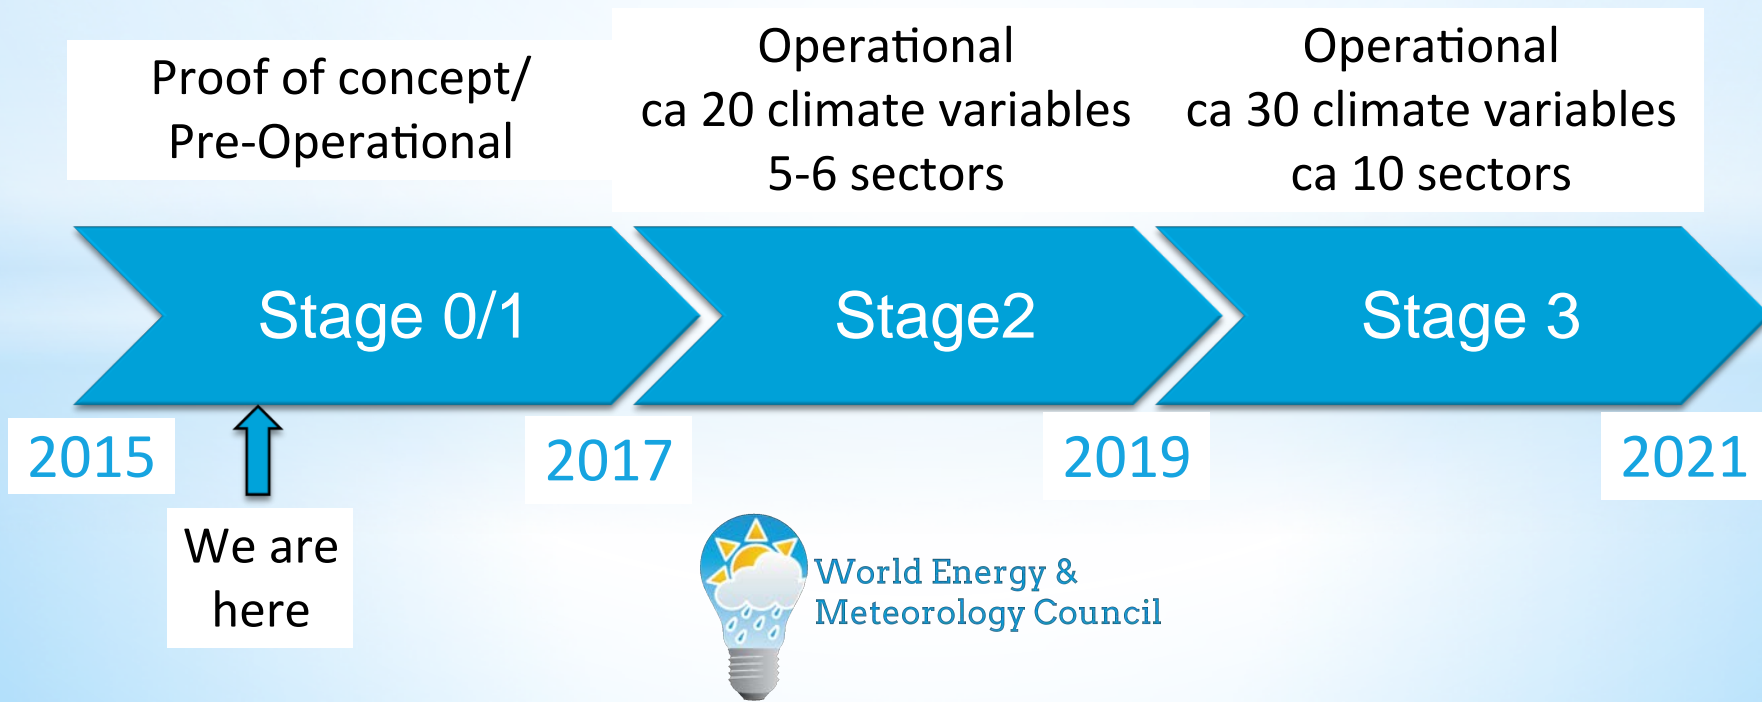 Proof of concept/
Pre-Operational
Operational
ca 20 climate variables
5-6 sectors
Operational
ca 30 climate variables
ca 10 sectors
Stage 0/1
Stage2
Stage 3
2015
2017
2019
2021
We are
here
World Energy &
Meteorology Council